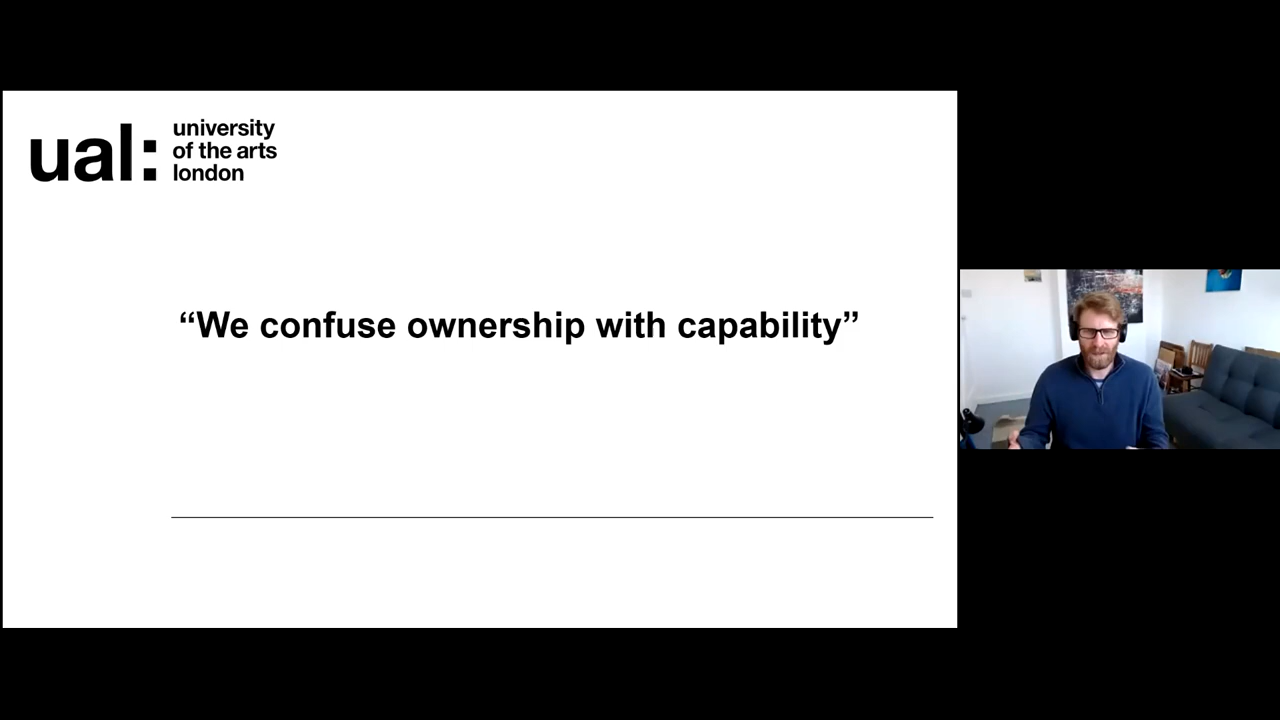 ual:
university
of the arts
london
“We confuse ownership with capability”